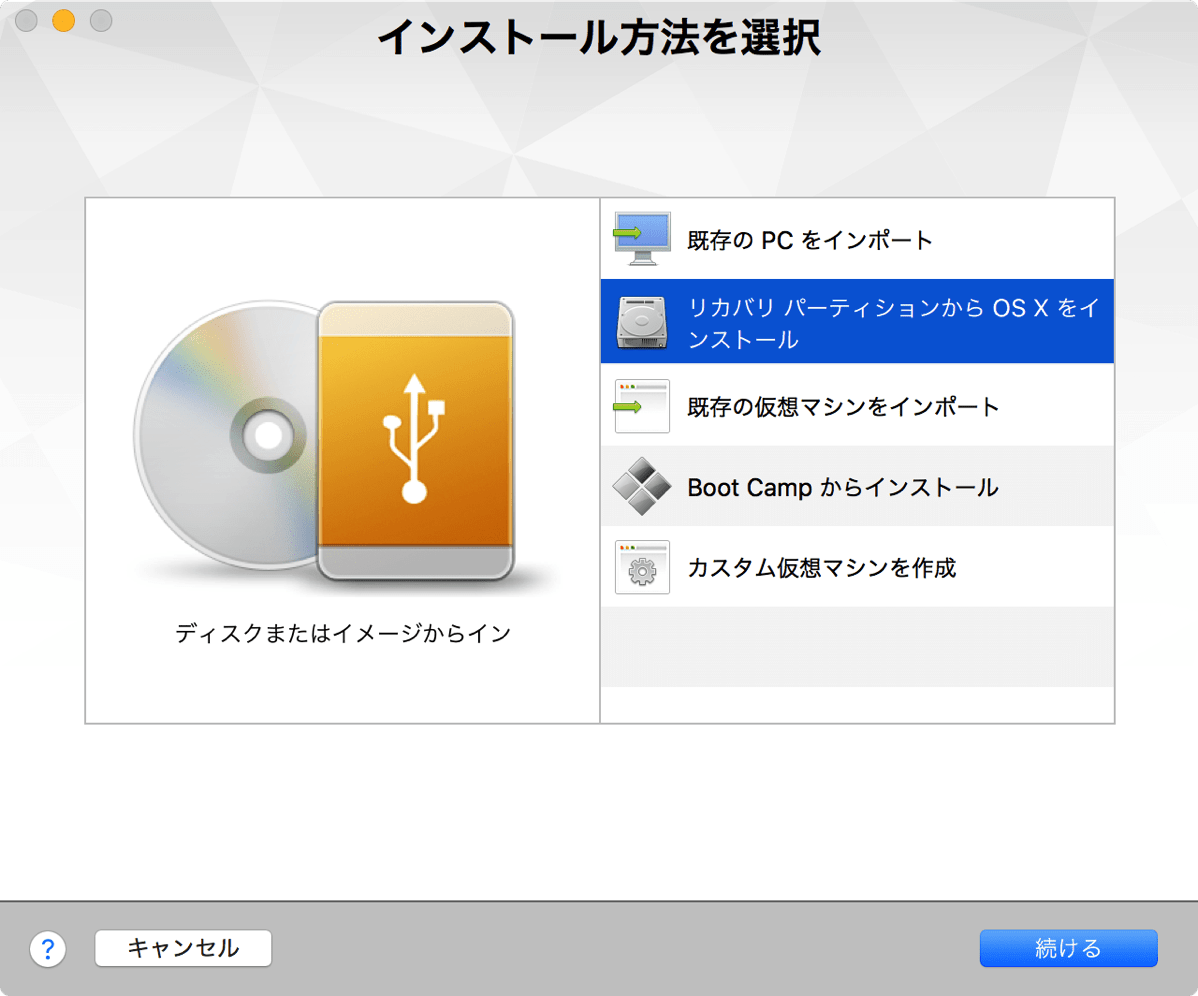 インストール方法を選択
ディスクまたはイメージからイン
既存の PC をインポート
リカバリ パーティションから OS X をイ
ンストール
既存の仮想マシンをインポート
Boot Camp からインストール
カスタム仮想マシンを作成
?
キャンセル
続ける